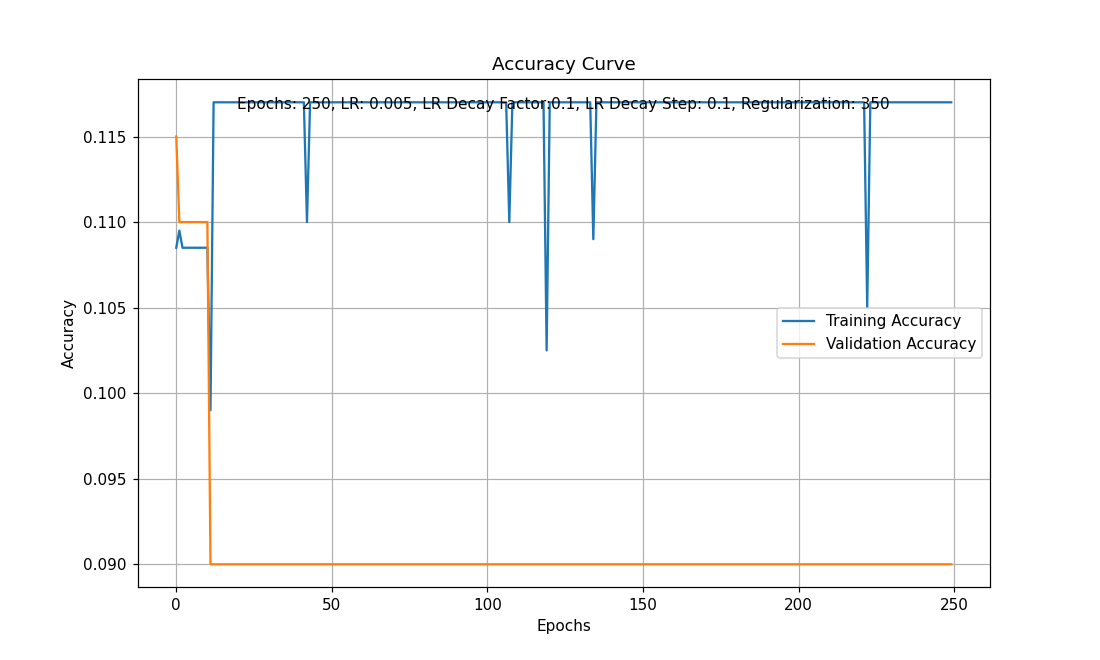 Accuracy Curve
Epochs: 250, LR: 0.005, LR Decay Factor:0.1, LR Decay Step: 0.1, Regularization: 350
0.115
0.110
0.105
0.100
0.095
0.090
Accuracy
Training Accuracy
Validation Accuracy
0 50 100 150 200 250
Epochs